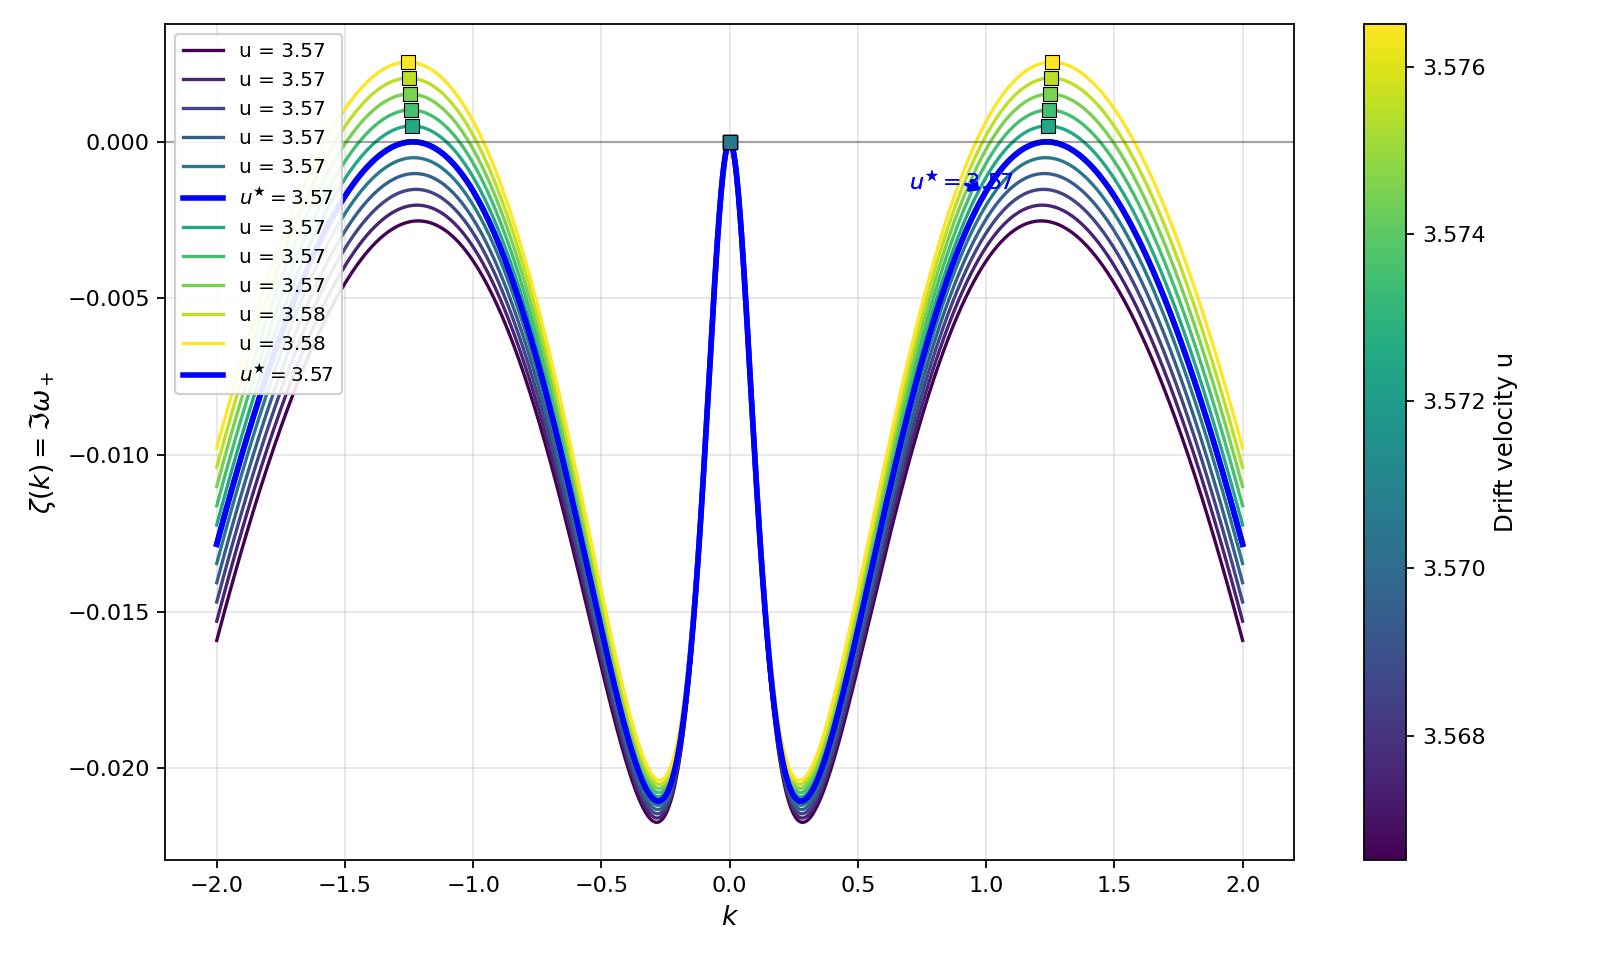 u = 3.57
u = 3.57
u = 3.57
u = 3.57
u = 3.57
u★ = 3.57
u = 3.57
u = 3.57
u = 3.57
u = 3.58
u = 3.58
u★ = 3.57
u★ = 3.57
0.000
−0.005
−0.010
−0.015
−0.020
ζ(k) = ℑω₊
−2.0
−1.5
−1.0
−0.5
0.0
0.5
1.0
1.5
2.0
k
3.576
3.574
3.572
3.570
3.568
Drift velocity u